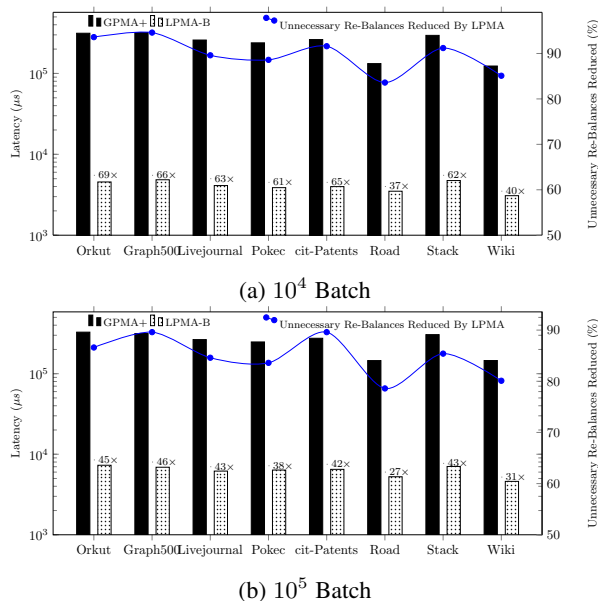 GPMA+ LPMA-B Unnecessary Re-Balances Reduced By LPMA
Latency (μs)
10^5
10^4
10^3
69× 66× 63× 61× 65× 37× 62× 40×
90
80
70
60
50
Unnecessary Re-Balances Reduced (%)
Orkut Graph500 Livejournal Pokec cit-Patents Road Stack Wiki
(a) 10^4 Batch
GPMA+ LPMA-B Unnecessary Re-Balances Reduced By LPMA
Latency (μs)
10^5
10^4
10^3
45× 46× 43× 38× 42× 27× 43× 31×
90
80
70
60
50
Unnecessary Re-Balances Reduced (%)
Orkut Graph500 Livejournal Pokec cit-Patents Road Stack Wiki
(b) 10^5 Batch